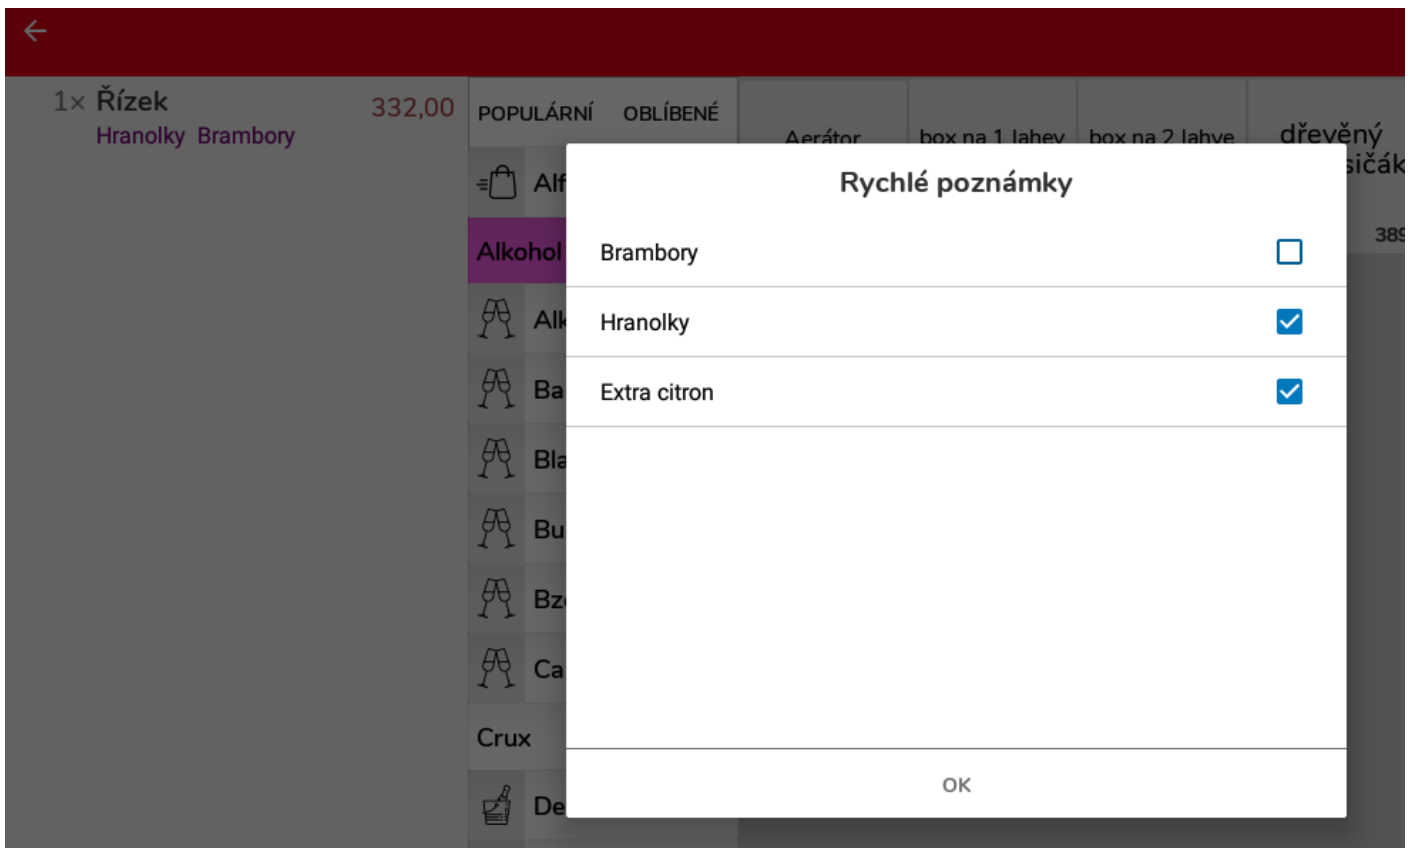 1× Řízek 332,00
Hranolky Brambory
POPULÁRNÍ OBLÍBENÉ
Alkohol
Crux
Aerátor
box na 1 lahev
box na 2 lahve
dřevěný
389
Rychlé poznámky
Brambory
Hranolky
Extra citron
OK